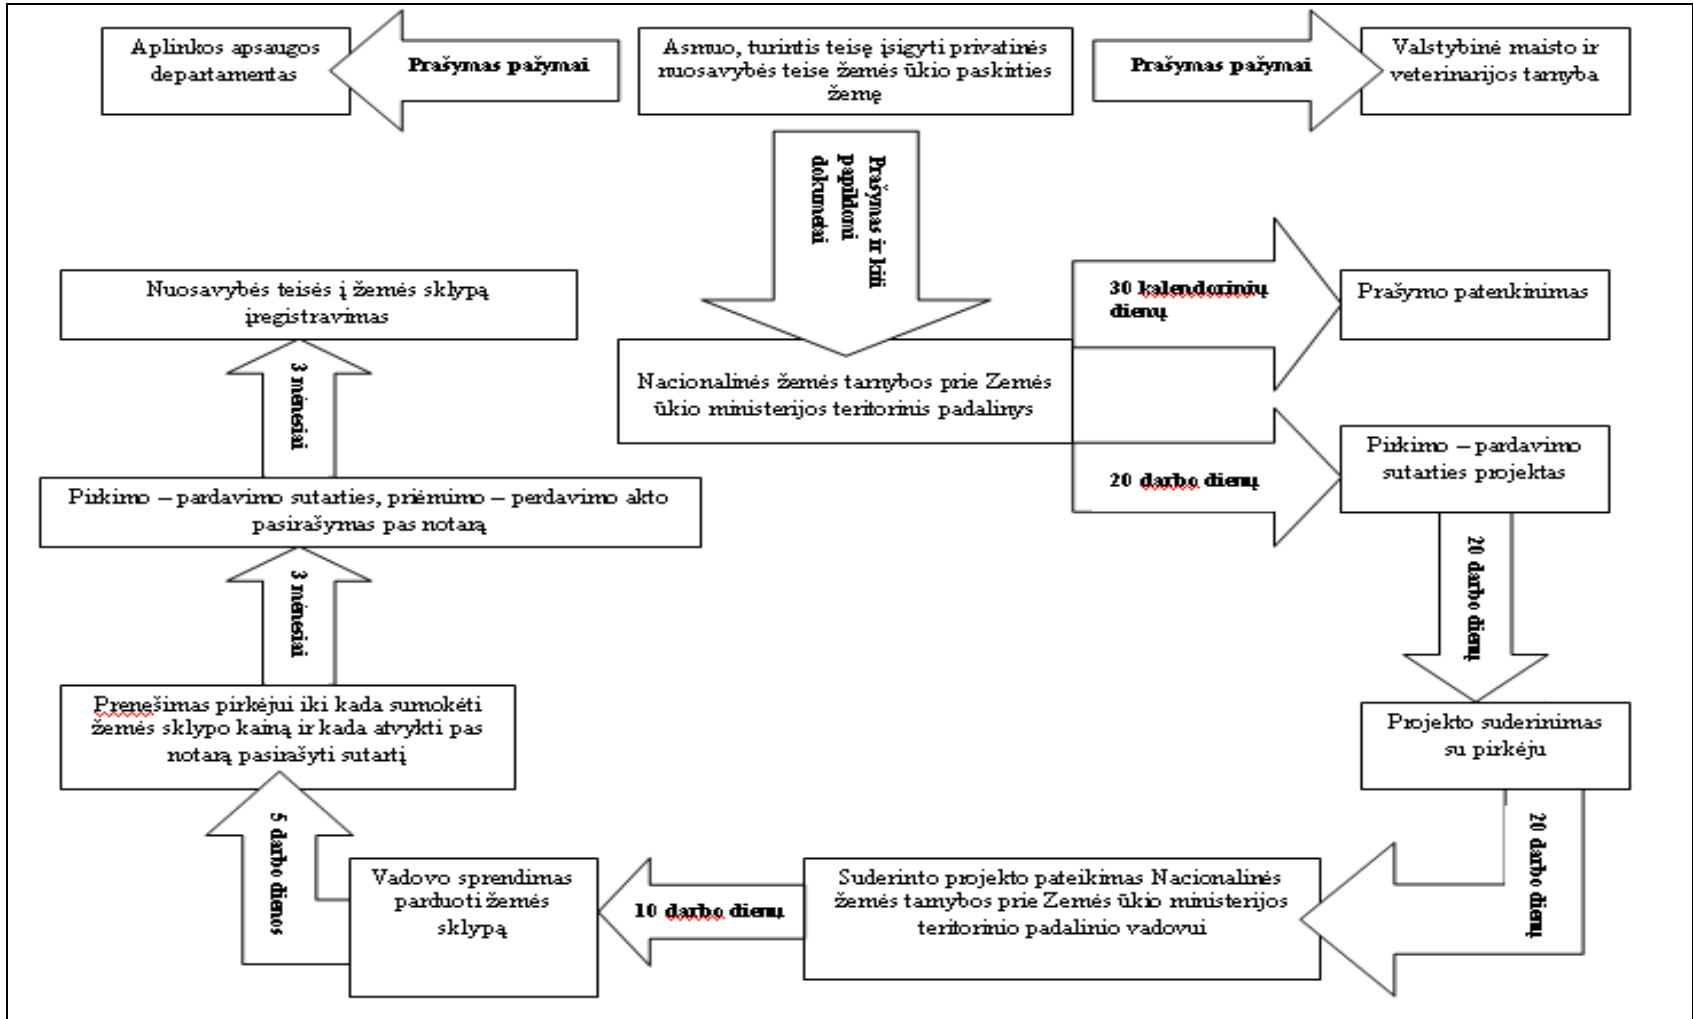 Aplinkos apsaugos
departamentas
Prašymas pažymai
Asmuo, turintis teisę įsigyti privatinės
nuosavybės teise žemės ūkio paskirties
žemę
Prašymas pažymai
Valstybinė maisto ir
veterinarijos tarnyba
Prašymas ir kiti
papildomi
dokumetai
Nuosavybės teisės į žemės sklypą
įregistravimas
30 kalendorinių
dienų
Prašymo patenkinimas
3 mėnesiai
Nacionalinės žemės tarnybos prie Zemės
ūkio ministerijos teritorinis padalinys
20 darbo dienų
Pirkimo – pardavimo
sutarties projektas
Pirkimo – pardavimo sutarties, priėmimo – perdavimo akto
pasirašymas pas notarą
20 darbo dienų
3 mėnesiai
Prenešimas pirkėjui iki kada sumokėti
žemės sklypo kainą ir kada atvykti pas
notarą pasirašyti sutartį
Projekto suderinimas
su pirkėju
5 darbo dienos
20 darbo dienų
Vadovo sprendimas
parduoti žemės
sklypą
10 darbo dienų
Suderinto projekto pateikimas Nacionalinės
žemės tarnybos prie Zemės ūkio ministerijos
teritorinio padalinio vadovui